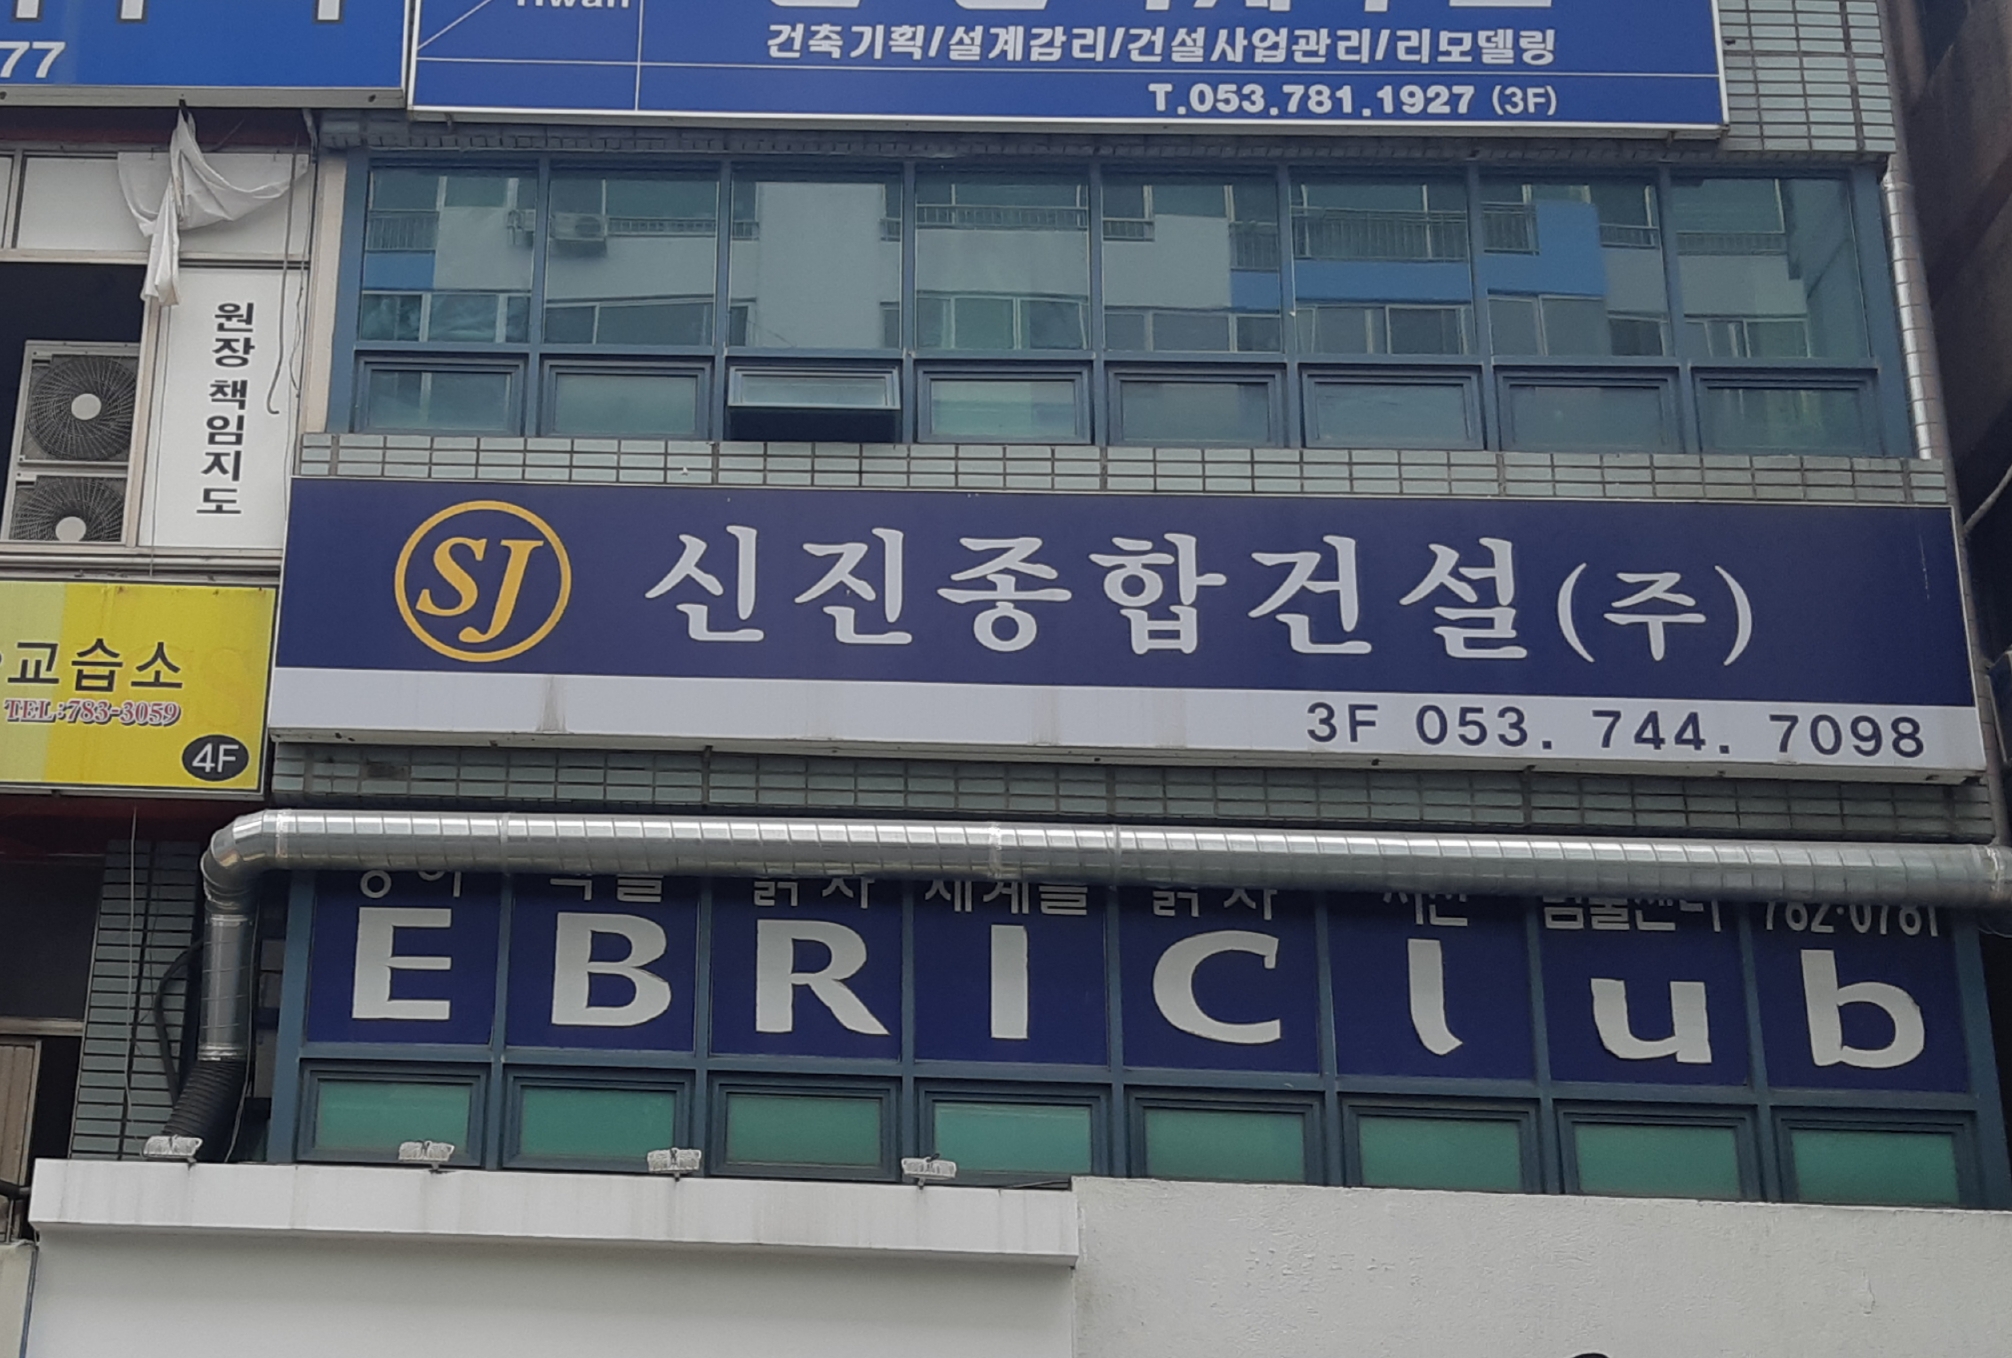 77
건축기획/설계감리/건설사업관리/리모델링
T.053.781.1927 (3F)
원장 책임지도
SJ 신진종합건설(주)
3F 053. 744. 7098
교습소
TEL:783-3059
4F
782-0781
EBRIClub